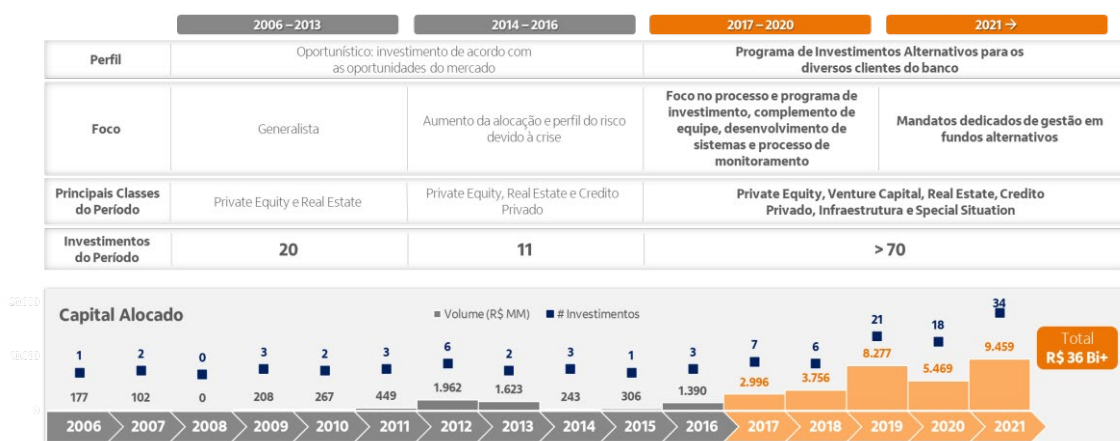 2006 – 2013
2014 – 2016
2017 – 2020
2021 →
Perfil
Oportunístico: investimento de acordo com
as oportunidades do mercado
Programa de Investimentos Alternativos para os
diversos clientes do banco
Foco
Generalista
Aumento da alocação e perfil do risco
devido à crise
Foco no processo e programa de
investimento, complemento de
equipe, desenvolvimento de
sistemas e processo de
monitoramento
Mandatos dedicados de gestão em
fundos alternativos
Principais Classes
do Período
Private Equity e Real Estate
Private Equity, Real Estate e Credito
Privado
Private Equity, Venture Capital, Real Estate, Credito
Privado, Infraestrutura e Special Situation
Investimentos
do Período
20
11
> 70
Capital Alocado
Volume (R$ MM)
# Investimentos
1 2 0 3 2 3 6 2 3 1 3 7 6 21 18 34
177 102 0 208 267 449 1.962 1.623 243 306 1.390 2.996 3.756 8.277 5.469 9.459
Total
R$ 36 Bi+
2006 2007 2008 2009 2010 2011 2012 2013 2014 2015 2016 2017 2018 2019 2020 2021